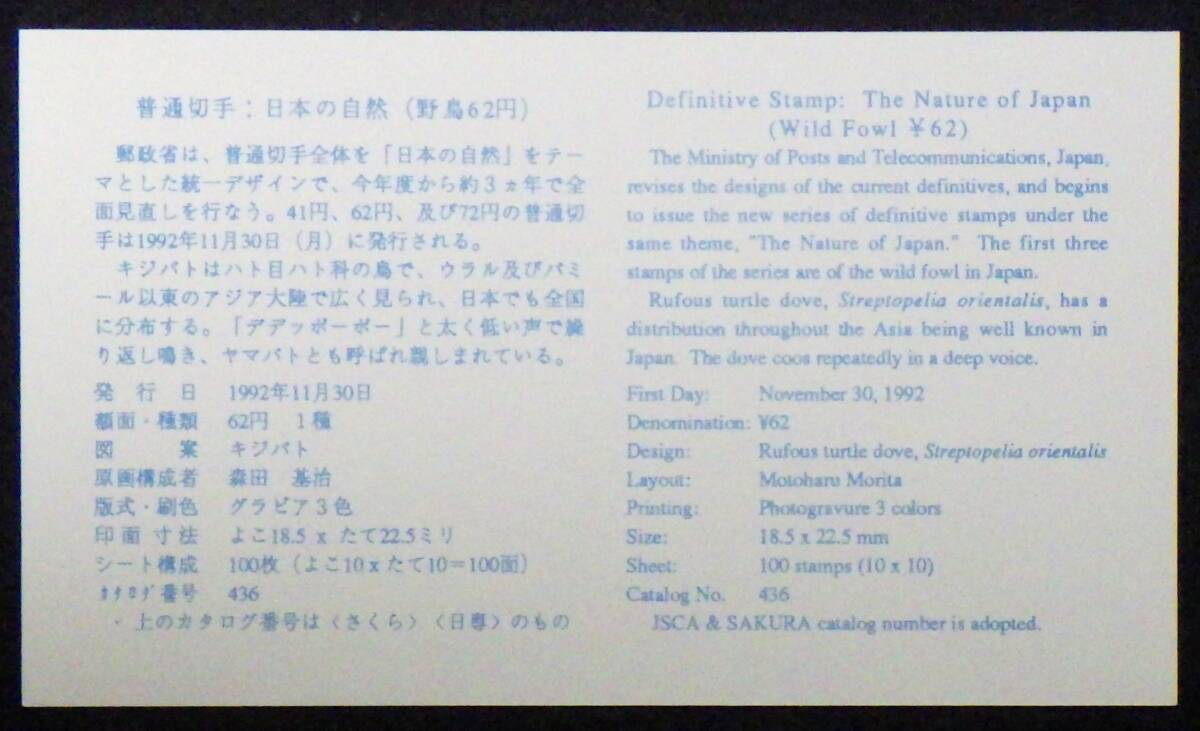 普通切手：日本の自然（野鳥62円）
郵政省は、普通切手全体を「日本の自然」をテー
マとした統一デザインで、今年度から約3ヵ年で全
面見直しを行なう。41円、62円、及び72円の普通切
手は1992年11月30日（月）に発行される。
キジバトはハト目ハト科の鳥で、ウラル及びパミ
ール以東のアジア大陸で広く見られ、日本でも全国
に分布する。「デデッポーポー」と太く低い声で繰
り返し鳴き、ヤマバトとも呼ばれ親しまれている。
発行日 1992年11月30日
額面・種類 62円 1種
図案 キジバト
原画構成者 森田 基治
版式・刷色 グラビア3色
印面寸法 よこ18.5 x たて22.5ミリ
シート構成 100枚（よこ10xたて10＝100面）
ｶﾀﾛｸﾞ番号 436
・上のカタログ番号は〈さくら〉〈日専〉のもの
Definitive Stamp: The Nature of Japan
(Wild Fowl ¥62)
The Ministry of Posts and Telecommunications, Japan,
revises the designs of the current definitives, and begins
to issue the new series of definitive stamps under the
same theme, "The Nature of Japan." The first three
stamps of the series are of the wild fowl in Japan.
Rufous turtle dove, Streptopelia orientalis, has a
distribution throughout the Asia being well known in
Japan. The dove coos repeatedly in a deep voice.
First Day: November 30, 1992
Denomination: ¥62
Design: Rufous turtle dove, Streptopelia orientalis
Layout: Motoharu Morita
Printing: Photogravure 3 colors
Size: 18.5 x 22.5 mm
Sheet: 100 stamps (10 x 10)
Catalog No. 436
JSCA & SAKURA catalog number is adopted.